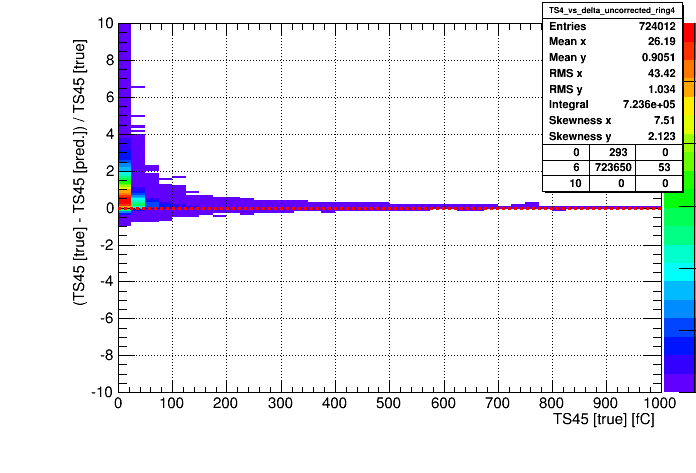 TS4_vs_delta_uncorrected_ring4
Entries 724012
Mean x 26.19
Mean y 0.9051
RMS x 43.42
RMS y 1.034
Integral 7.236e+05
Skewness x 7.51
Skewness y 2.123
0 293 0
6 723650 53
10 0 0
(TS45 [true] - TS45 [pred.]) / TS45 [true]
10
8
6
4
2
0
-2
-4
-6
-8
-10
0 100 200 300 400 500 600 700 800 900 1000
TS45 [true] [fC]